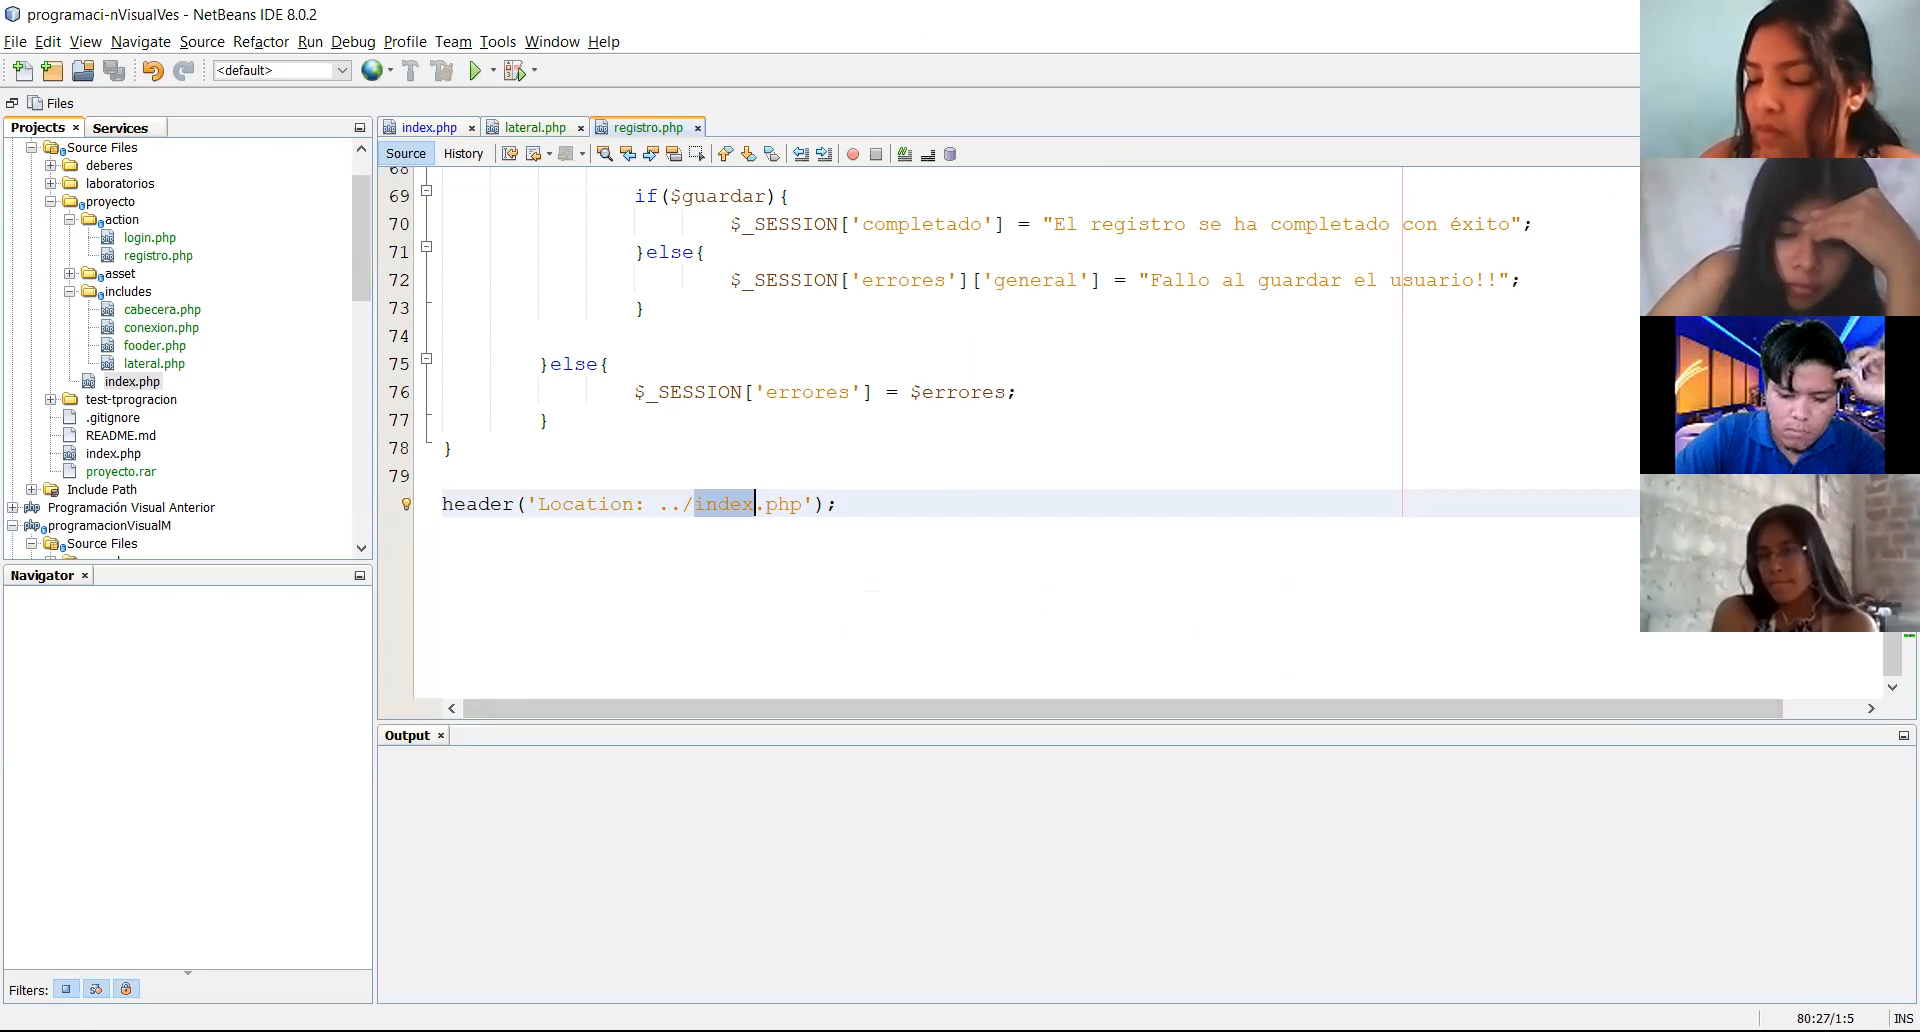 programaci-nVisualVes - NetBeans IDE 8.0.2
File Edit View Navigate Source Refactor Run Debug Profile Team Tools Window Help
<default>
Files
Projects × Services
Source Files
deberes
laboratorios
proyecto
action
login.php
registro.php
asset
includes
cabecera.php
conexion.php
fooder.php
lateral.php
index.php
test-tprogracion
.gitignore
README.md
index.php
proyecto.rar
Include Path
Programación Visual Anterior
programacionVisualM
Source Files
index.php × lateral.php × registro.php ×
Source History
68
69 if($guardar){
70 $_SESSION['completado'] = "El registro se ha completado con éxito";
71 }else{
72 $_SESSION['errores']['general'] = "Fallo al guardar el usuario!!";
73 }
74
75 }else{
76 $_SESSION['errores'] = $errores;
77 }
78 }
79
header('Location: ../index.php');
Navigator ×
Filters:
Output ×
80:27/1:5 INS